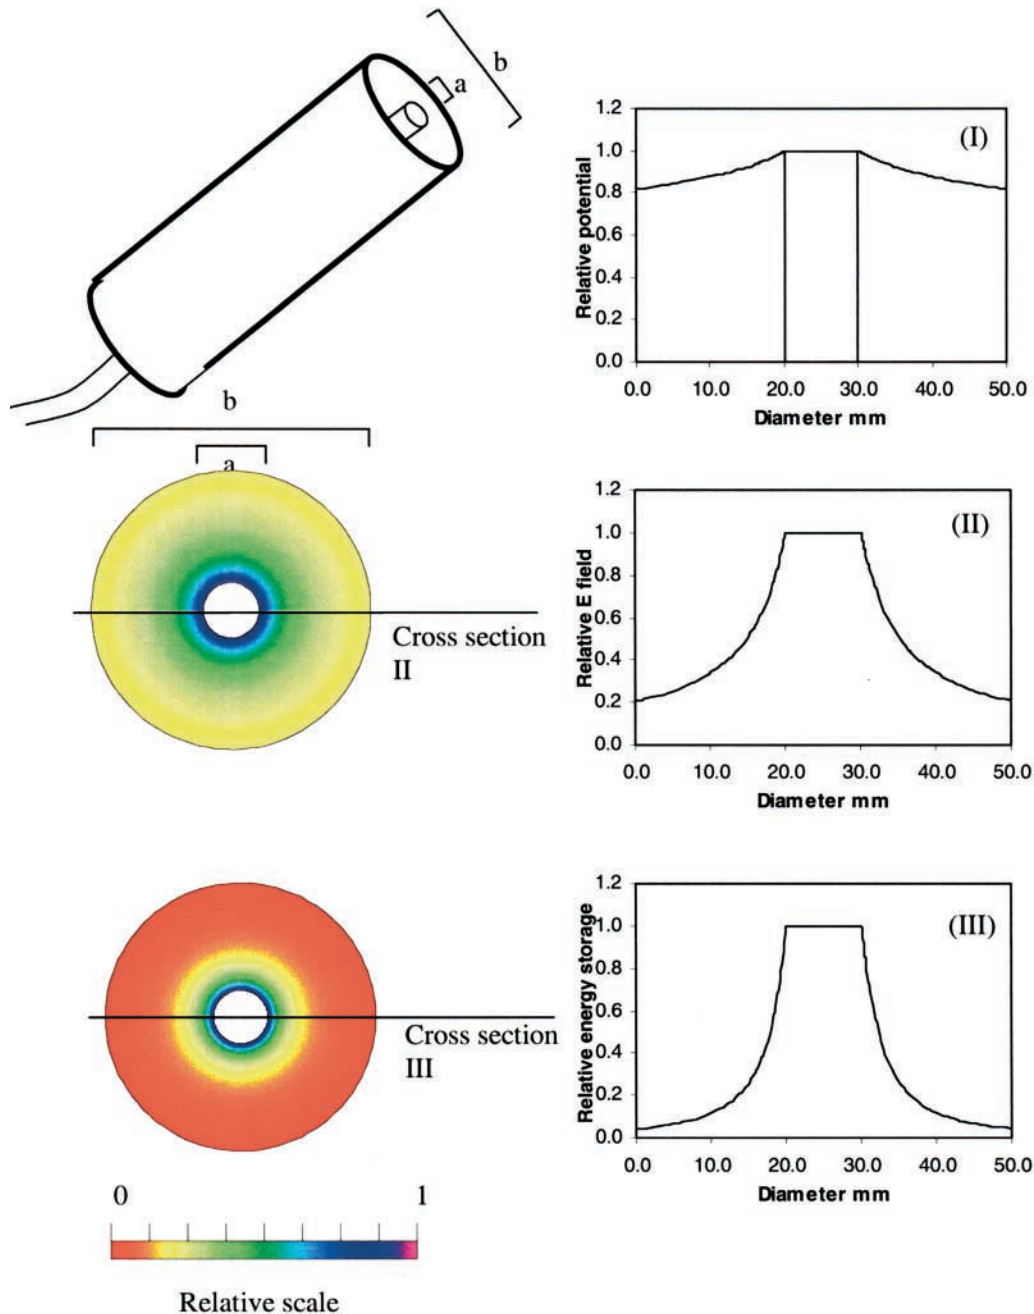 b
a
b
a
Cross section
II
Cross section
III
0 1
Relative scale
(I)
Relative potential
1.2
1.0
0.8
0.6
0.4
0.2
0.0
0.0 10.0 20.0 30.0 40.0 50.0
Diameter mm
(II)
Relative E field
1.2
1.0
0.8
0.6
0.4
0.2
0.0
0.0 10.0 20.0 30.0 40.0 50.0
Diameter mm
(III)
Relative energy storage
1.2
1.0
0.8
0.6
0.4
0.2
0.0
0.0 10.0 20.0 30.0 40.0 50.0
Diameter mm